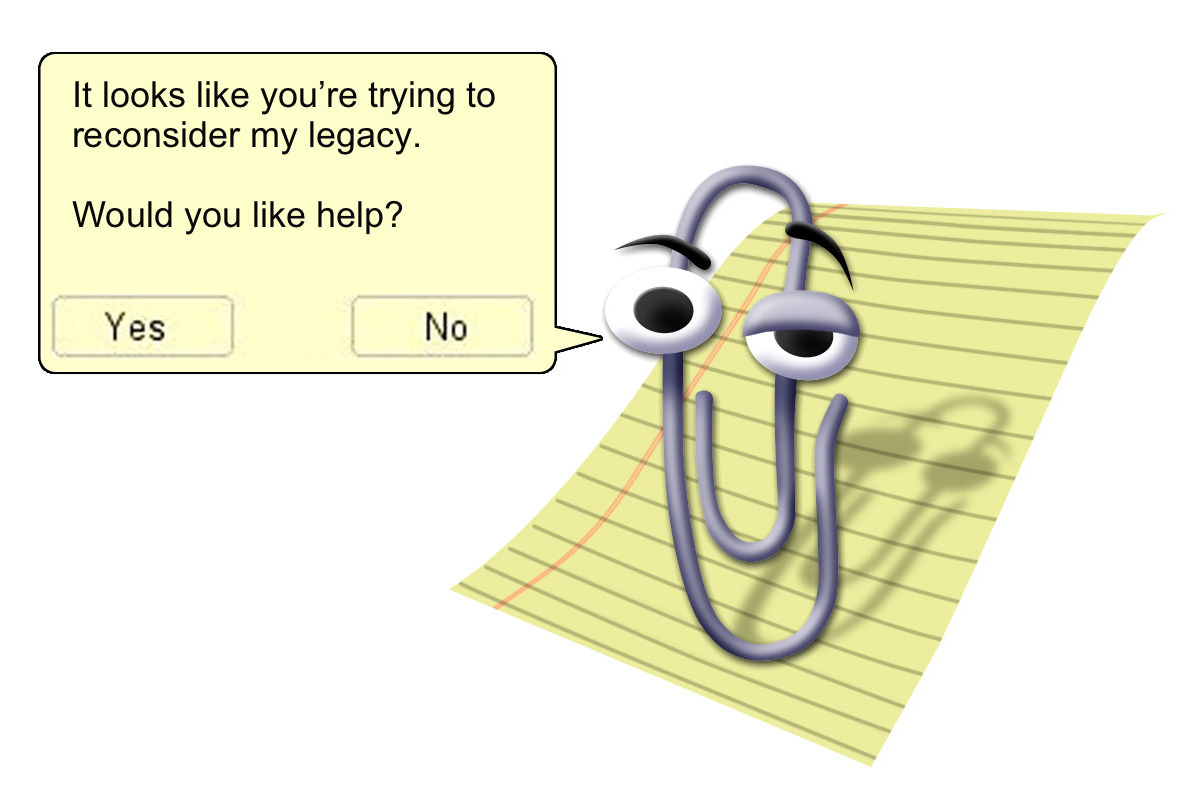 It looks like you’re trying to
reconsider my legacy.
Would you like help?
Yes
No